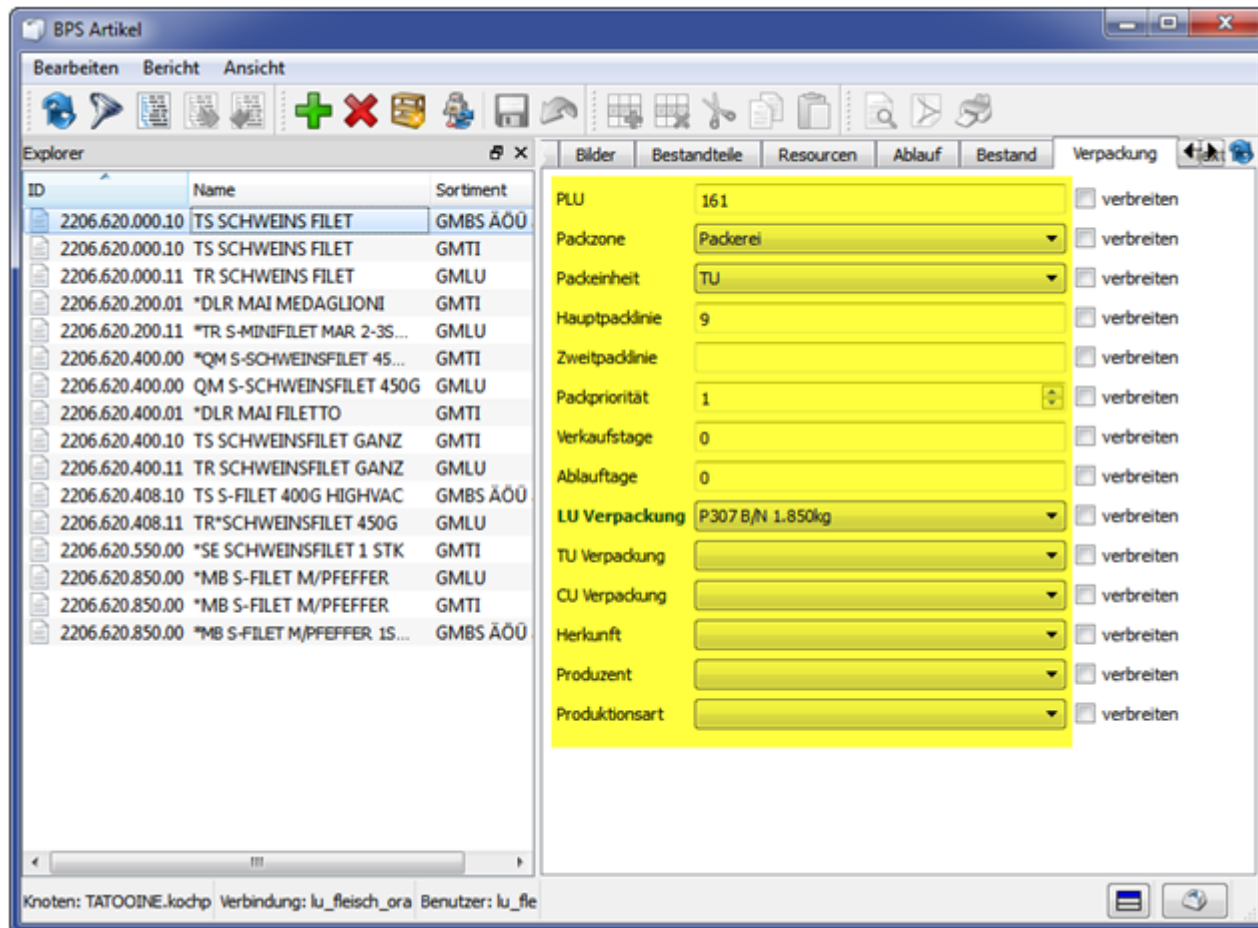 BPS Artikel
Bearbeiten Bericht Ansicht
Explorer
Bilder Bestandteile Resourcen Ablauf Bestand Verpackung
ID Name Sortiment
2206.620.000.10 TS SCHWEINS FILET GMBS ÄÖÜ
2206.620.000.10 TS SCHWEINS FILET GMTI
2206.620.000.11 TR SCHWEINS FILET GMLU
2206.620.200.01 *DLR MAI MEDAGLIONI GMTI
2206.620.200.11 *TR S-MINIFILET MAR 2-3S... GMLU
2206.620.400.00 *QM S-SCHWEINSFILET 45... GMTI
2206.620.400.00 QM S-SCHWEINSFILET 450G GMLU
2206.620.400.01 *DLR MAI FILETTO GMTI
2206.620.400.10 TS SCHWEINSFILET GANZ GMTI
2206.620.400.11 TR SCHWEINSFILET GANZ GMLU
2206.620.408.10 TS S-FILET 400G HIGHVAC GMBS ÄÖÜ
2206.620.408.11 TR*SCHWEINSFILET 450G GMLU
2206.620.550.00 *SE SCHWEINSFILET 1 STK GMTI
2206.620.850.00 *MB S-FILET M/PFEFFER GMLU
2206.620.850.00 *MB S-FILET M/PFEFFER GMTI
2206.620.850.00 *MB S-FILET M/PFEFFER 1S... GMBS ÄÖÜ
PLU 161 verbreiten
Packzone Packerei verbreiten
Packeinheit TU verbreiten
Hauptpacklinie 9 verbreiten
Zweitpacklinie verbreiten
Packpriorität 1 verbreiten
Verkaufstage 0 verbreiten
Ablauftage 0 verbreiten
LU Verpackung P307 B/N 1.850kg verbreiten
TU Verpackung verbreiten
CU Verpackung verbreiten
Herkunft verbreiten
Produzent verbreiten
Produktionsart verbreiten
Knoten: TATOOINE.kochp Verbindung: lu_fleisch_ora Benutzer: lu_fle